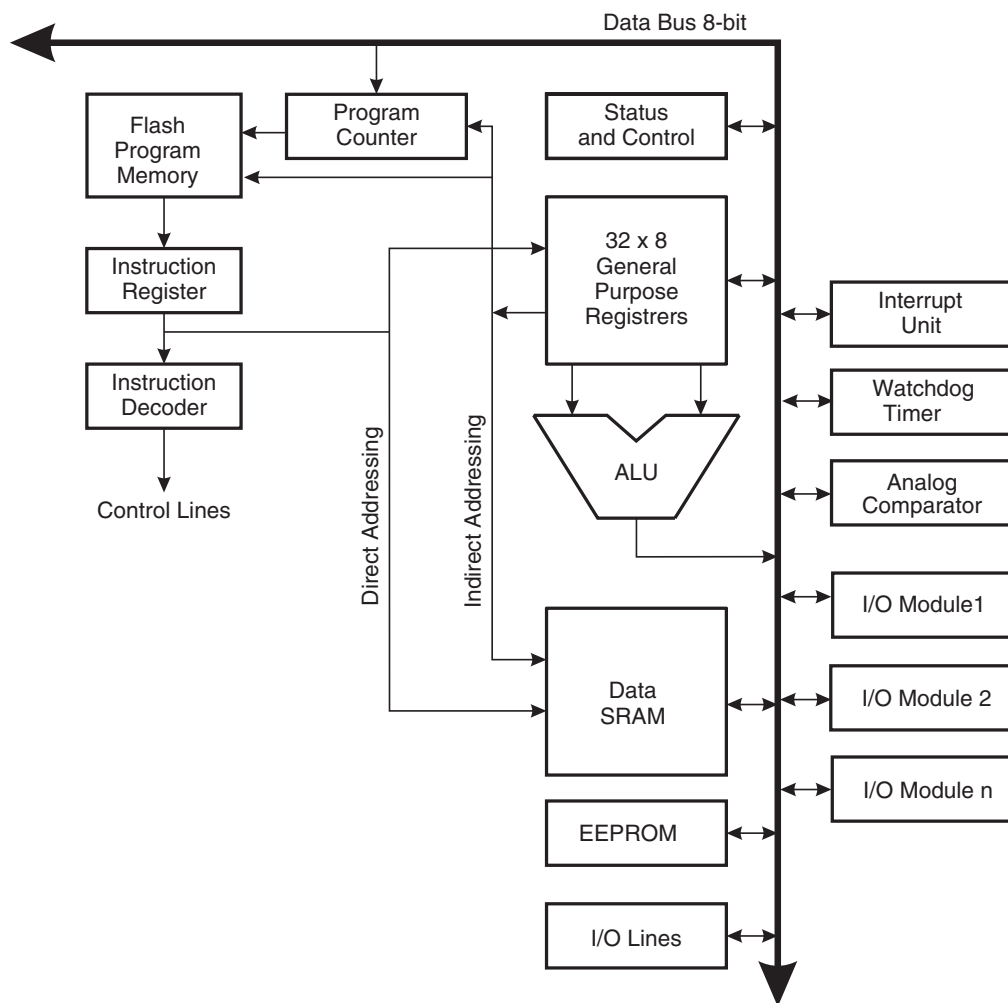 Data Bus 8-bit
Flash
Program
Memory
Program
Counter
Status
and Control
Instruction
Register
32 x 8
General
Purpose
Registrers
Interrupt
Unit
Instruction
Decoder
Watchdog
Timer
Control Lines
Direct Addressing
Indirect Addressing
ALU
Analog
Comparator
I/O Module1
Data
SRAM
I/O Module 2
I/O Module n
EEPROM
I/O Lines